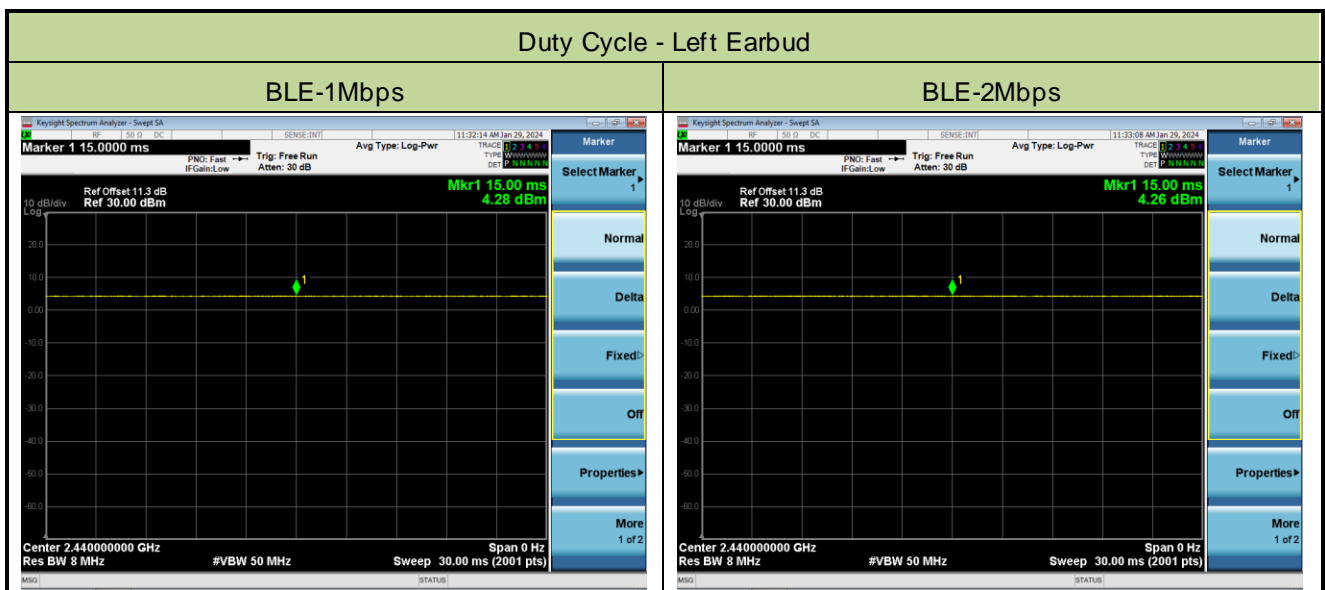 Duty Cycle - Left Earbud
BLE-1Mbps
BLE-2Mbps
Keysight Spectrum Analyzer - Swept SA
RF 50 Ω DC SENSE:INT 11:32:14 AM Jan 29, 2024
Marker 1 15.0000 ms
PNO: Fast
IFGain:Low
Trig: Free Run
Atten: 30 dB
Avg Type: Log-Pwr
TRACE 1 2 3 4 5 6
TYPE WWWWWW
DET P NNNNN
Mkr1 15.00 ms
4.28 dBm
Ref Offset 11.3 dB
10 dB/div Ref 30.00 dBm
Log
20.0
10.0
1
0.00
-10.0
-20.0
-30.0
-40.0
-50.0
-60.0
Center 2.440000000 GHz Span 0 Hz
Res BW 8 MHz #VBW 50 MHz Sweep 30.00 ms (2001 pts)
MSG STATUS
Marker
Select Marker
1
Normal
Delta
Fixed
Off
Properties
More
1 of 2
Keysight Spectrum Analyzer - Swept SA
RF 50 Ω DC SENSE:INT 11:33:08 AM Jan 29, 2024
Marker 1 15.0000 ms
PNO: Fast
IFGain:Low
Trig: Free Run
Atten: 30 dB
Avg Type: Log-Pwr
TRACE 1 2 3 4 5 6
TYPE WWWWWW
DET P NNNNN
Mkr1 15.00 ms
4.26 dBm
Ref Offset 11.3 dB
10 dB/div Ref 30.00 dBm
Log
20.0
10.0
1
0.00
-10.0
-20.0
-30.0
-40.0
-50.0
-60.0
Center 2.440000000 GHz Span 0 Hz
Res BW 8 MHz #VBW 50 MHz Sweep 30.00 ms (2001 pts)
MSG STATUS
Marker
Select Marker
1
Normal
Delta
Fixed
Off
Properties
More
1 of 2